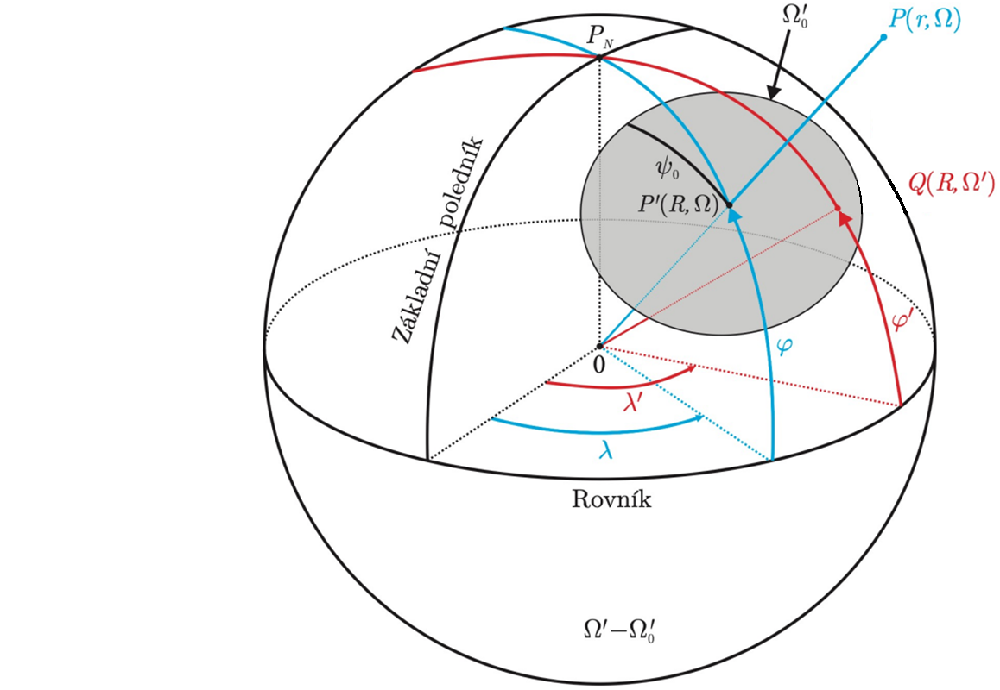 Ω′₀
P(r, Ω)
P_N
Základní poledník
ψ₀
P′(R, Ω)
Q(R, Ω′)
φ′
φ
0
λ′
λ
Rovník
Ω′−Ω′₀